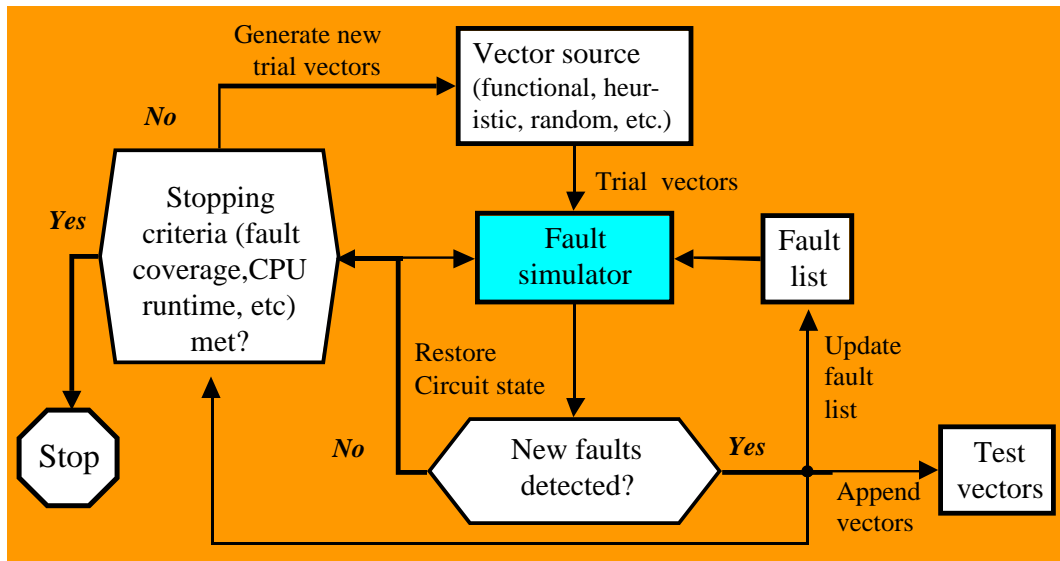 Generate new
trial vectors
Vector source
(functional, heur-
istic, random, etc.)
No
Trial vectors
Stopping
criteria (fault
coverage,CPU
runtime, etc)
met?
Yes
Fault
simulator
Fault
list
Restore
Circuit state
Update
fault
list
Stop
No
New faults
detected?
Yes
Append
vectors
Test
vectors